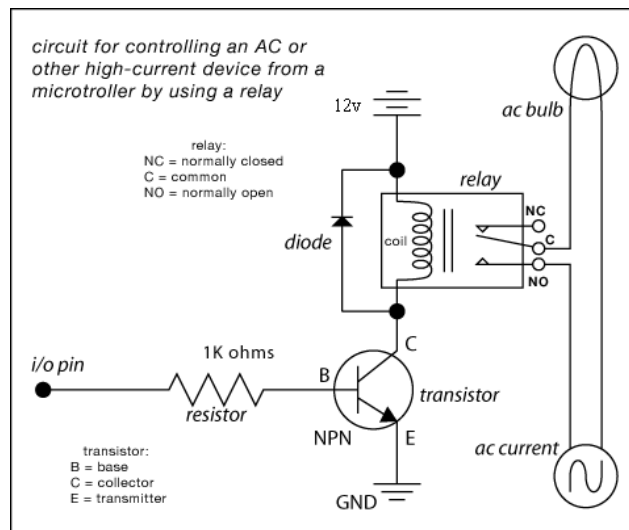 circuit for controlling an AC or
other high-current device from a
microtroller by using a relay
ac bulb
12v
relay:
NC = normally closed
C = common
NO = normally open
relay
NC
C
NO
diode
coil
1K ohms
C
i/o pin
B
resistor
transistor
NPN
E
ac current
transistor:
B = base
C = collector
E = transmitter
GND